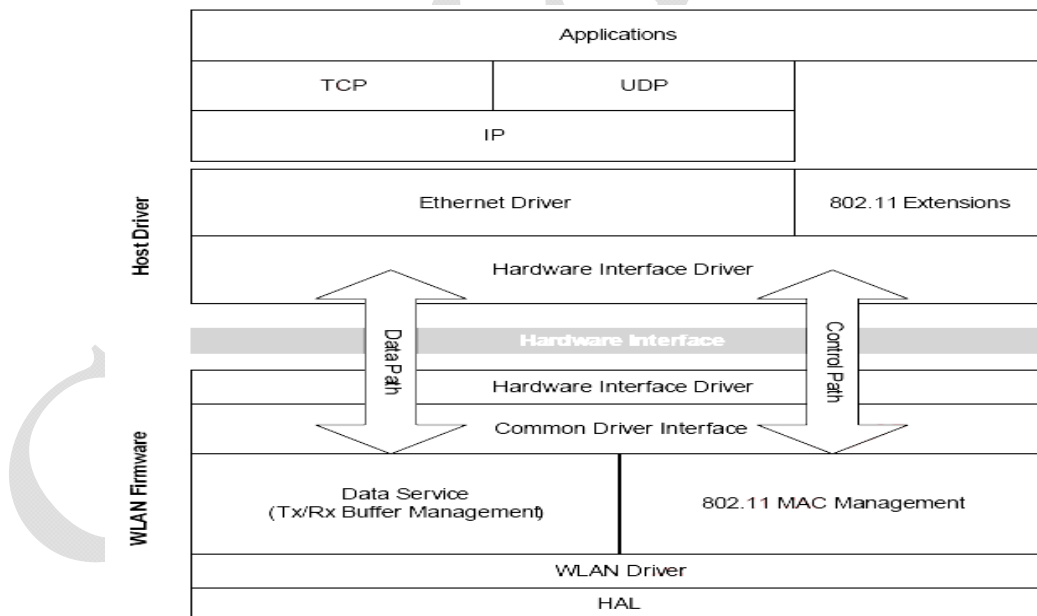 Applications
TCP
UDP
IP
Host Driver
Ethernet Driver
802.11 Extensions
Hardware Interface Driver
Data Path
Control Path
Hardware Interface
WLAN Firmware
Hardware Interface Driver
Common Driver Interface
Data Service
(Tx/Rx Buffer Management)
802.11 MAC Management
WLAN Driver
HAL